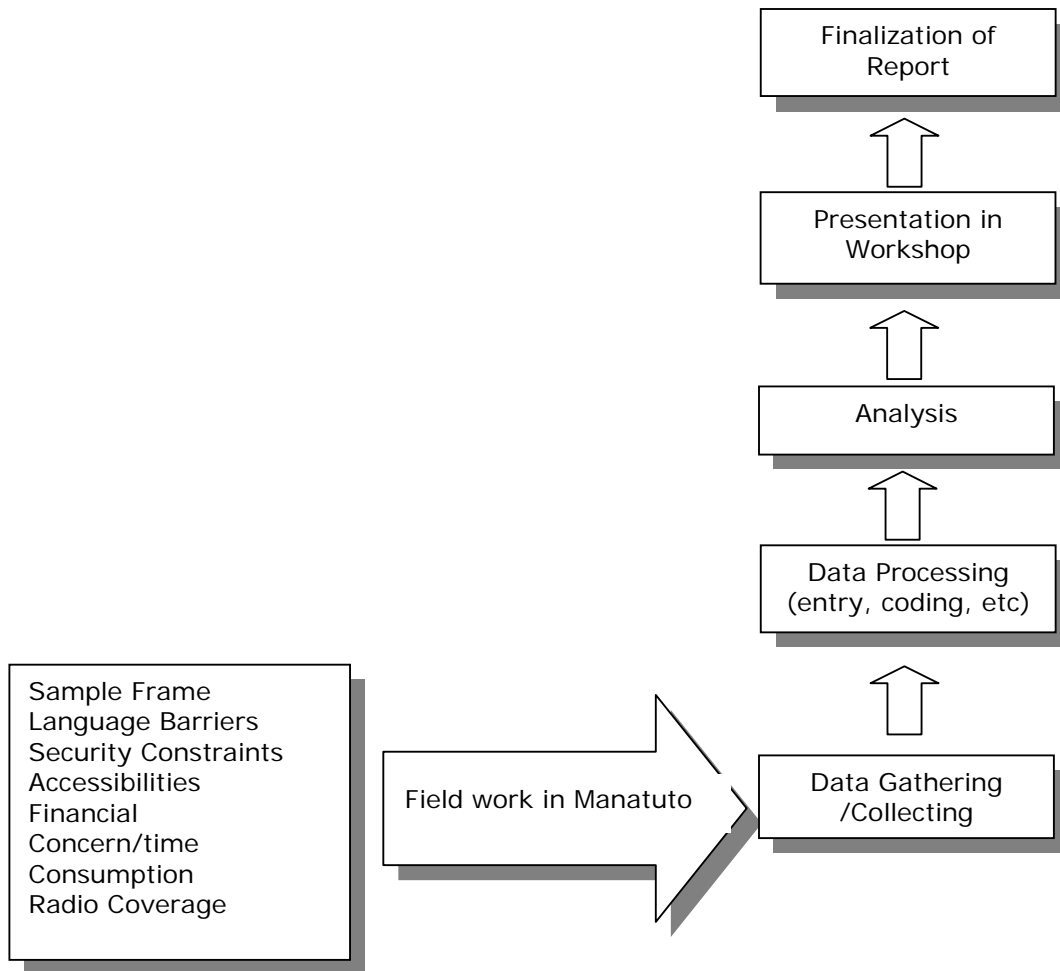 Finalization of
Report
Presentation in
Workshop
Analysis
Data Processing
(entry, coding, etc)
Sample Frame
Language Barriers
Security Constraints
Accessibilities
Financial
Concern/time
Consumption
Radio Coverage
Field work in Manatuto
Data Gathering
/Collecting